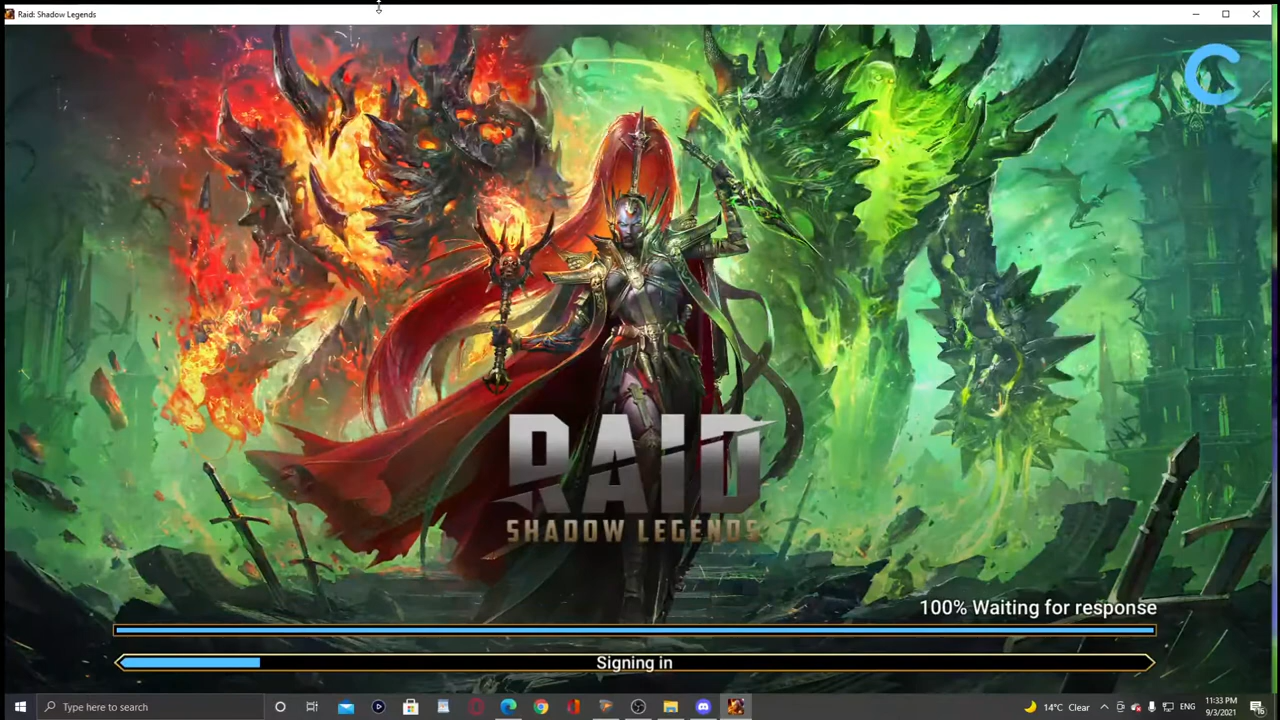 Raid: Shadow Legends
RAID
SHADOW LEGENDS
100% Waiting for response
Signing in
Type here to search
14°C Clear
ENG
11:33 PM
9/3/2021
16